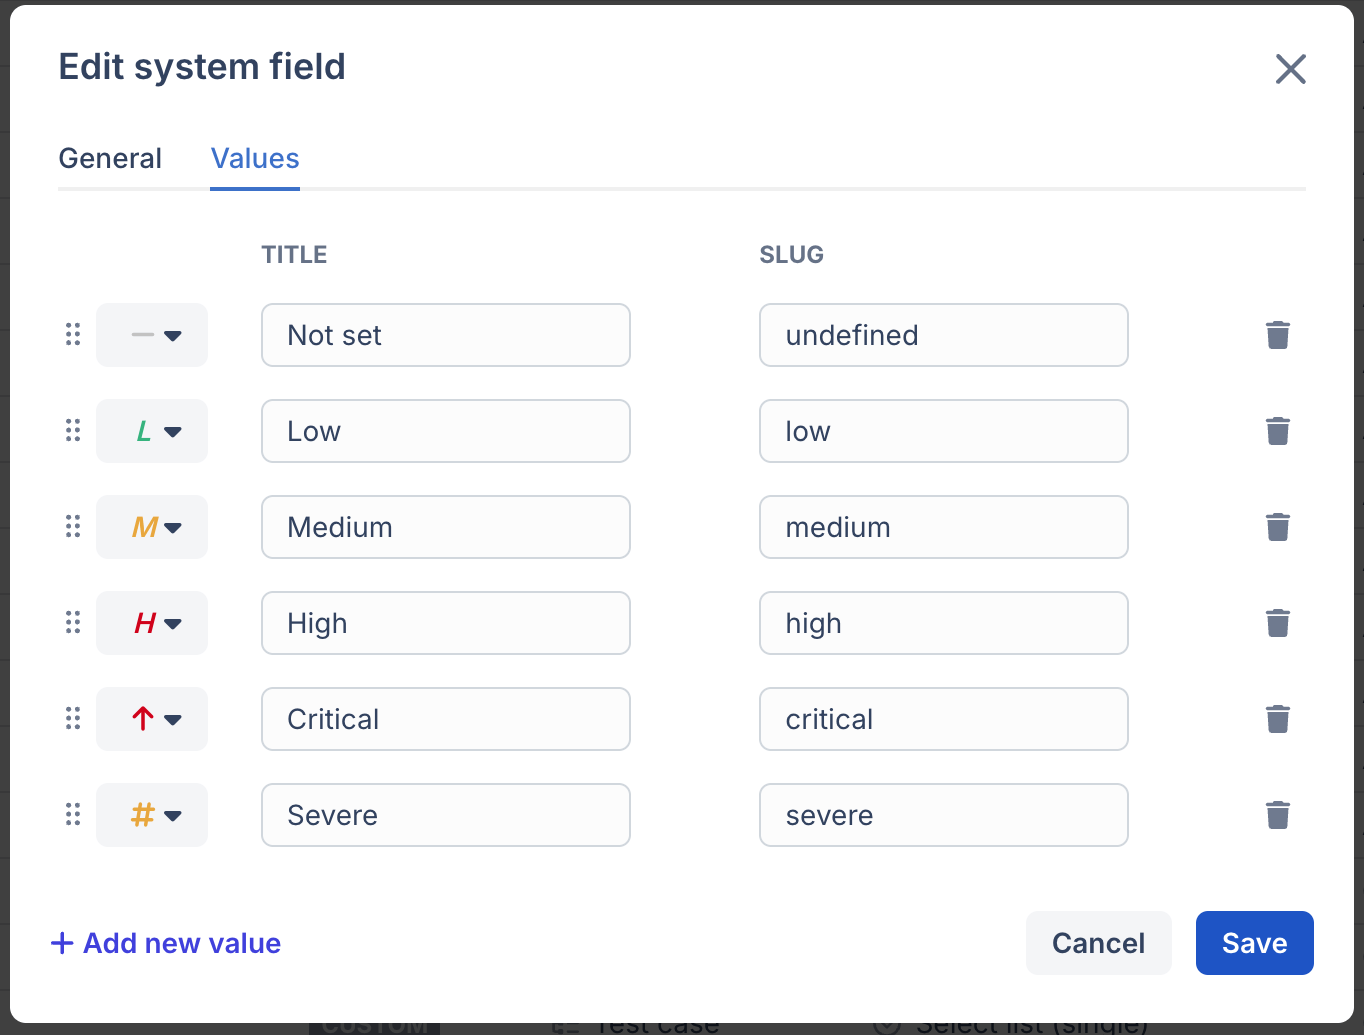 Edit system field
General Values
TITLE SLUG
Not set undefined
L Low low
M Medium medium
H High high
Critical critical
# Severe severe
+ Add new value Cancel Save
CUSTOM Test case Select list (single)